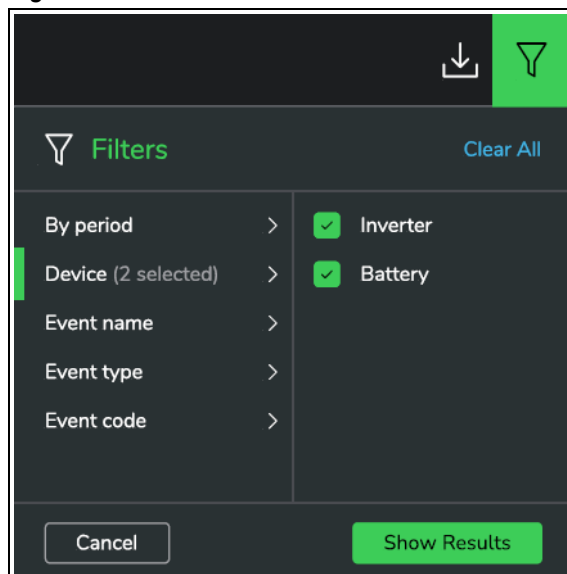 Filters
Clear All
By period
Device (2 selected)
Event name
Event type
Event code
Inverter
Battery
Cancel
Show Results